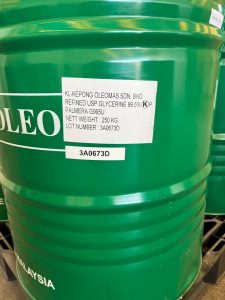 OLEO
KL-KEPONG OLEOMAS SDN. BHD.
REFINED USP GLYCERINE 99.5% K P
PALMERA G995U
NETT WEIGHT : 250 KG
LOT NUMBER : 3A0673D
3A0673D
MALAYSIA